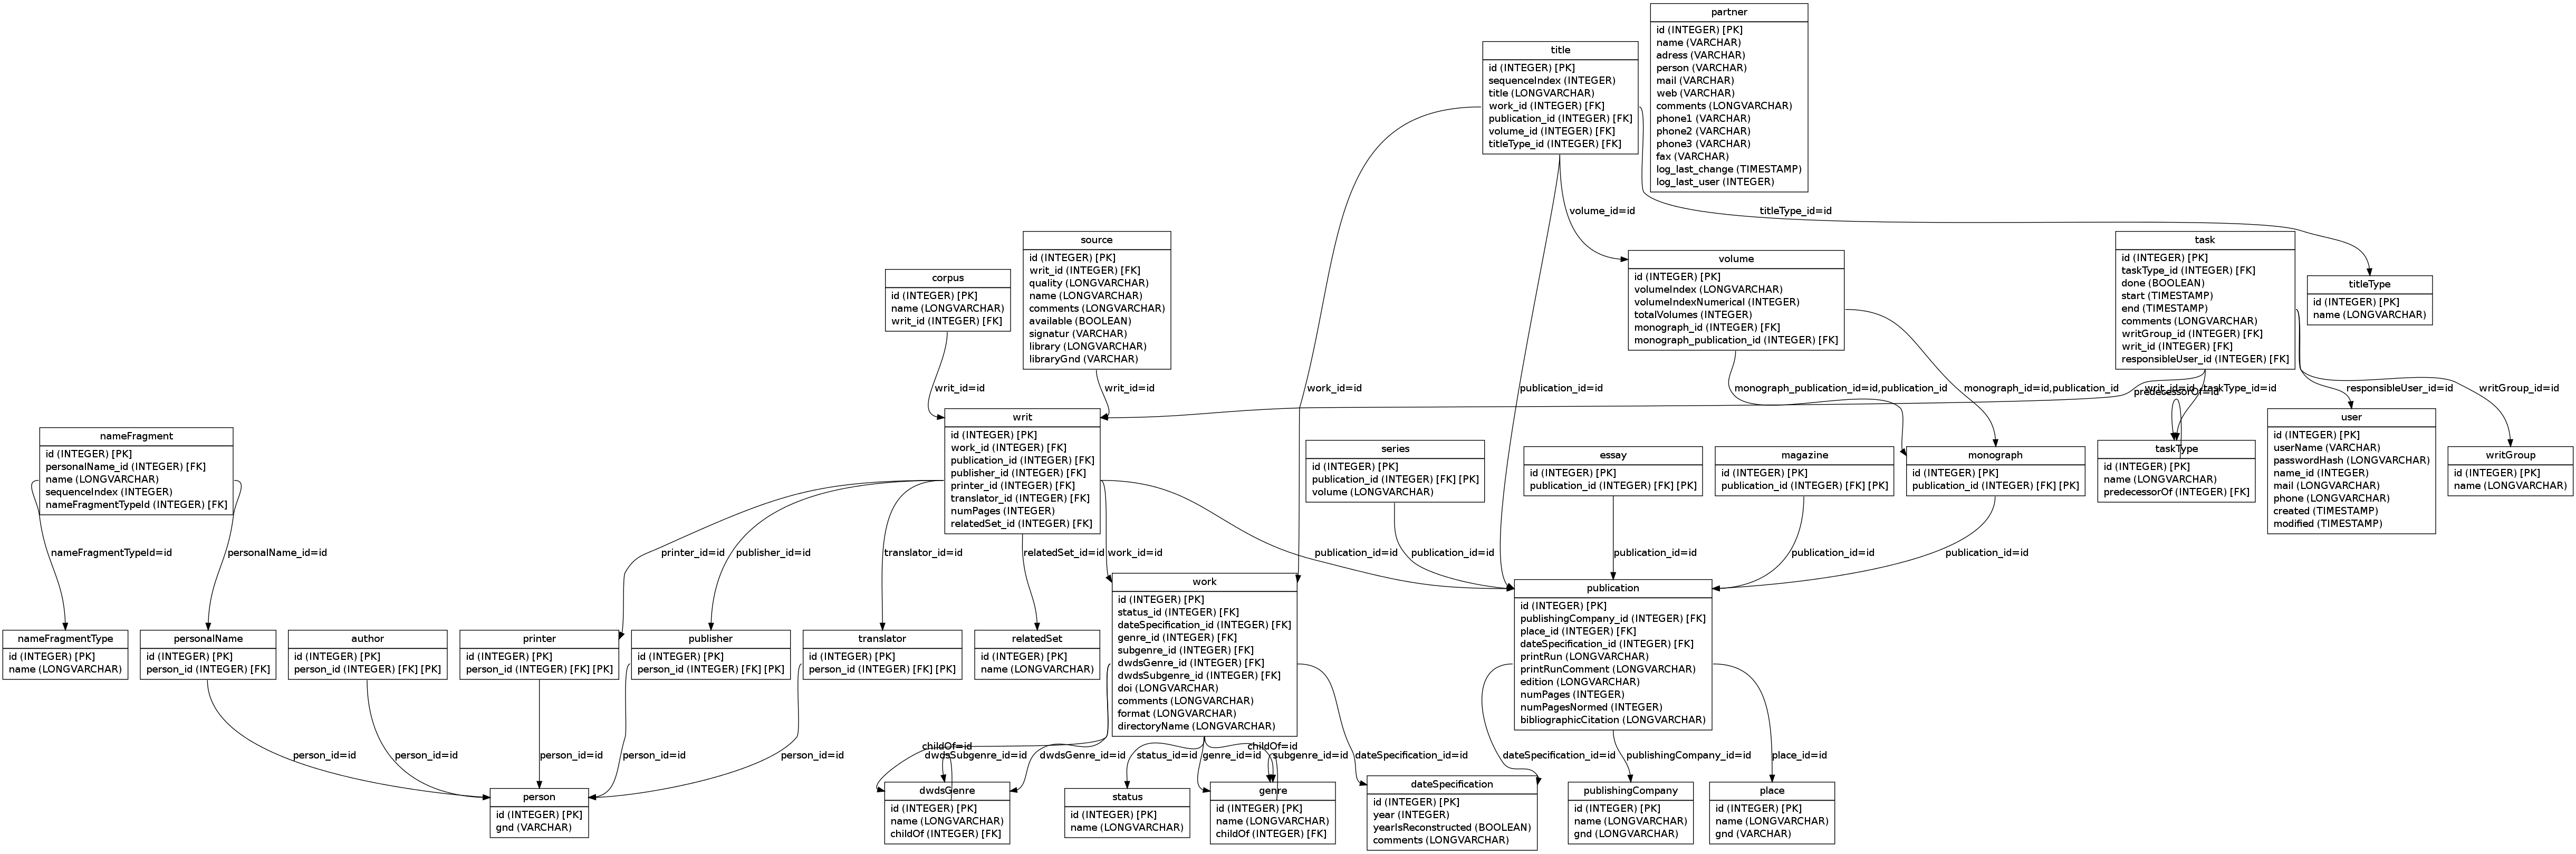 partner
id (INTEGER) [PK]
name (VARCHAR)
adress (VARCHAR)
person (VARCHAR)
mail (VARCHAR)
web (VARCHAR)
comments (LONGVARCHAR)
phone1 (VARCHAR)
phone2 (VARCHAR)
phone3 (VARCHAR)
fax (VARCHAR)
log_last_change (TIMESTAMP)
log_last_user (INTEGER)
title
id (INTEGER) [PK]
sequenceIndex (INTEGER)
title (LONGVARCHAR)
work_id (INTEGER) [FK]
publication_id (INTEGER) [FK]
volume_id (INTEGER) [FK]
titleType_id (INTEGER) [FK]
volume_id=id
titleType_id=id
source
id (INTEGER) [PK]
writ_id (INTEGER) [FK]
quality (LONGVARCHAR)
name (LONGVARCHAR)
comments (LONGVARCHAR)
available (BOOLEAN)
signatur (VARCHAR)
library (LONGVARCHAR)
libraryGnd (VARCHAR)
corpus
id (INTEGER) [PK]
name (LONGVARCHAR)
writ_id (INTEGER) [FK]
volume
id (INTEGER) [PK]
volumeIndex (LONGVARCHAR)
volumeIndexNumerical (INTEGER)
totalVolumes (INTEGER)
monograph_id (INTEGER) [FK]
monograph_publication_id (INTEGER) [FK]
task
id (INTEGER) [PK]
taskType_id (INTEGER) [FK]
done (BOOLEAN)
start (TIMESTAMP)
end (TIMESTAMP)
comments (LONGVARCHAR)
writGroup_id (INTEGER) [FK]
writ_id (INTEGER) [FK]
responsibleUser_id (INTEGER) [FK]
titleType
id (INTEGER) [PK]
name (LONGVARCHAR)
writ_id=id
writ_id=id
work_id=id
publication_id=id
monograph_publication_id=id,publication_id
monograph_id=id,publication_id
writ_id=id
taskType_id=id
predecessorOf=id
responsibleUser_id=id
writGroup_id=id
nameFragment
id (INTEGER) [PK]
personalName_id (INTEGER) [FK]
name (LONGVARCHAR)
sequenceIndex (INTEGER)
nameFragmentTypeId (INTEGER) [FK]
writ
id (INTEGER) [PK]
work_id (INTEGER) [FK]
publication_id (INTEGER) [FK]
publisher_id (INTEGER) [FK]
printer_id (INTEGER) [FK]
translator_id (INTEGER) [FK]
numPages (INTEGER)
relatedSet_id (INTEGER) [FK]
series
id (INTEGER) [PK]
publication_id (INTEGER) [FK] [PK]
volume (LONGVARCHAR)
essay
id (INTEGER) [PK]
publication_id (INTEGER) [FK] [PK]
magazine
id (INTEGER) [PK]
publication_id (INTEGER) [FK] [PK]
monograph
id (INTEGER) [PK]
publication_id (INTEGER) [FK] [PK]
taskType
id (INTEGER) [PK]
name (LONGVARCHAR)
predecessorOf (INTEGER) [FK]
user
id (INTEGER) [PK]
userName (VARCHAR)
passwordHash (LONGVARCHAR)
name_id (INTEGER)
mail (LONGVARCHAR)
phone (LONGVARCHAR)
created (TIMESTAMP)
modified (TIMESTAMP)
writGroup
id (INTEGER) [PK]
name (LONGVARCHAR)
nameFragmentTypeId=id
personalName_id=id
printer_id=id
publisher_id=id
translator_id=id
relatedSet_id=id
work_id=id
publication_id=id
publication_id=id
publication_id=id
publication_id=id
publication_id=id
nameFragmentType
id (INTEGER) [PK]
name (LONGVARCHAR)
personalName
id (INTEGER) [PK]
person_id (INTEGER) [FK]
author
id (INTEGER) [PK]
person_id (INTEGER) [FK] [PK]
printer
id (INTEGER) [PK]
person_id (INTEGER) [FK] [PK]
publisher
id (INTEGER) [PK]
person_id (INTEGER) [FK] [PK]
translator
id (INTEGER) [PK]
person_id (INTEGER) [FK] [PK]
relatedSet
id (INTEGER) [PK]
name (LONGVARCHAR)
work
id (INTEGER) [PK]
status_id (INTEGER) [FK]
dateSpecification_id (INTEGER) [FK]
genre_id (INTEGER) [FK]
subgenre_id (INTEGER) [FK]
dwdsGenre_id (INTEGER) [FK]
dwdsSubgenre_id (INTEGER) [FK]
doi (LONGVARCHAR)
comments (LONGVARCHAR)
format (LONGVARCHAR)
directoryName (LONGVARCHAR)
publication
id (INTEGER) [PK]
publishingCompany_id (INTEGER) [FK]
place_id (INTEGER) [FK]
dateSpecification_id (INTEGER) [FK]
printRun (LONGVARCHAR)
printRunComment (LONGVARCHAR)
edition (LONGVARCHAR)
numPages (INTEGER)
numPagesNormed (INTEGER)
bibliographicCitation (LONGVARCHAR)
person_id=id
person_id=id
person_id=id
person_id=id
person_id=id
childOf=id
dwdsSubgenre_id=id
dwdsGenre_id=id
status_id=id
genre_id=id
childOf=id
subgenre_id=id
dateSpecification_id=id
dateSpecification_id=id
publishingCompany_id=id
place_id=id
person
id (INTEGER) [PK]
gnd (VARCHAR)
dwdsGenre
id (INTEGER) [PK]
name (LONGVARCHAR)
childOf (INTEGER) [FK]
status
id (INTEGER) [PK]
name (LONGVARCHAR)
genre
id (INTEGER) [PK]
name (LONGVARCHAR)
childOf (INTEGER) [FK]
dateSpecification
id (INTEGER) [PK]
year (INTEGER)
yearIsReconstructed (BOOLEAN)
comments (LONGVARCHAR)
publishingCompany
id (INTEGER) [PK]
name (LONGVARCHAR)
gnd (LONGVARCHAR)
place
id (INTEGER) [PK]
name (LONGVARCHAR)
gnd (VARCHAR)